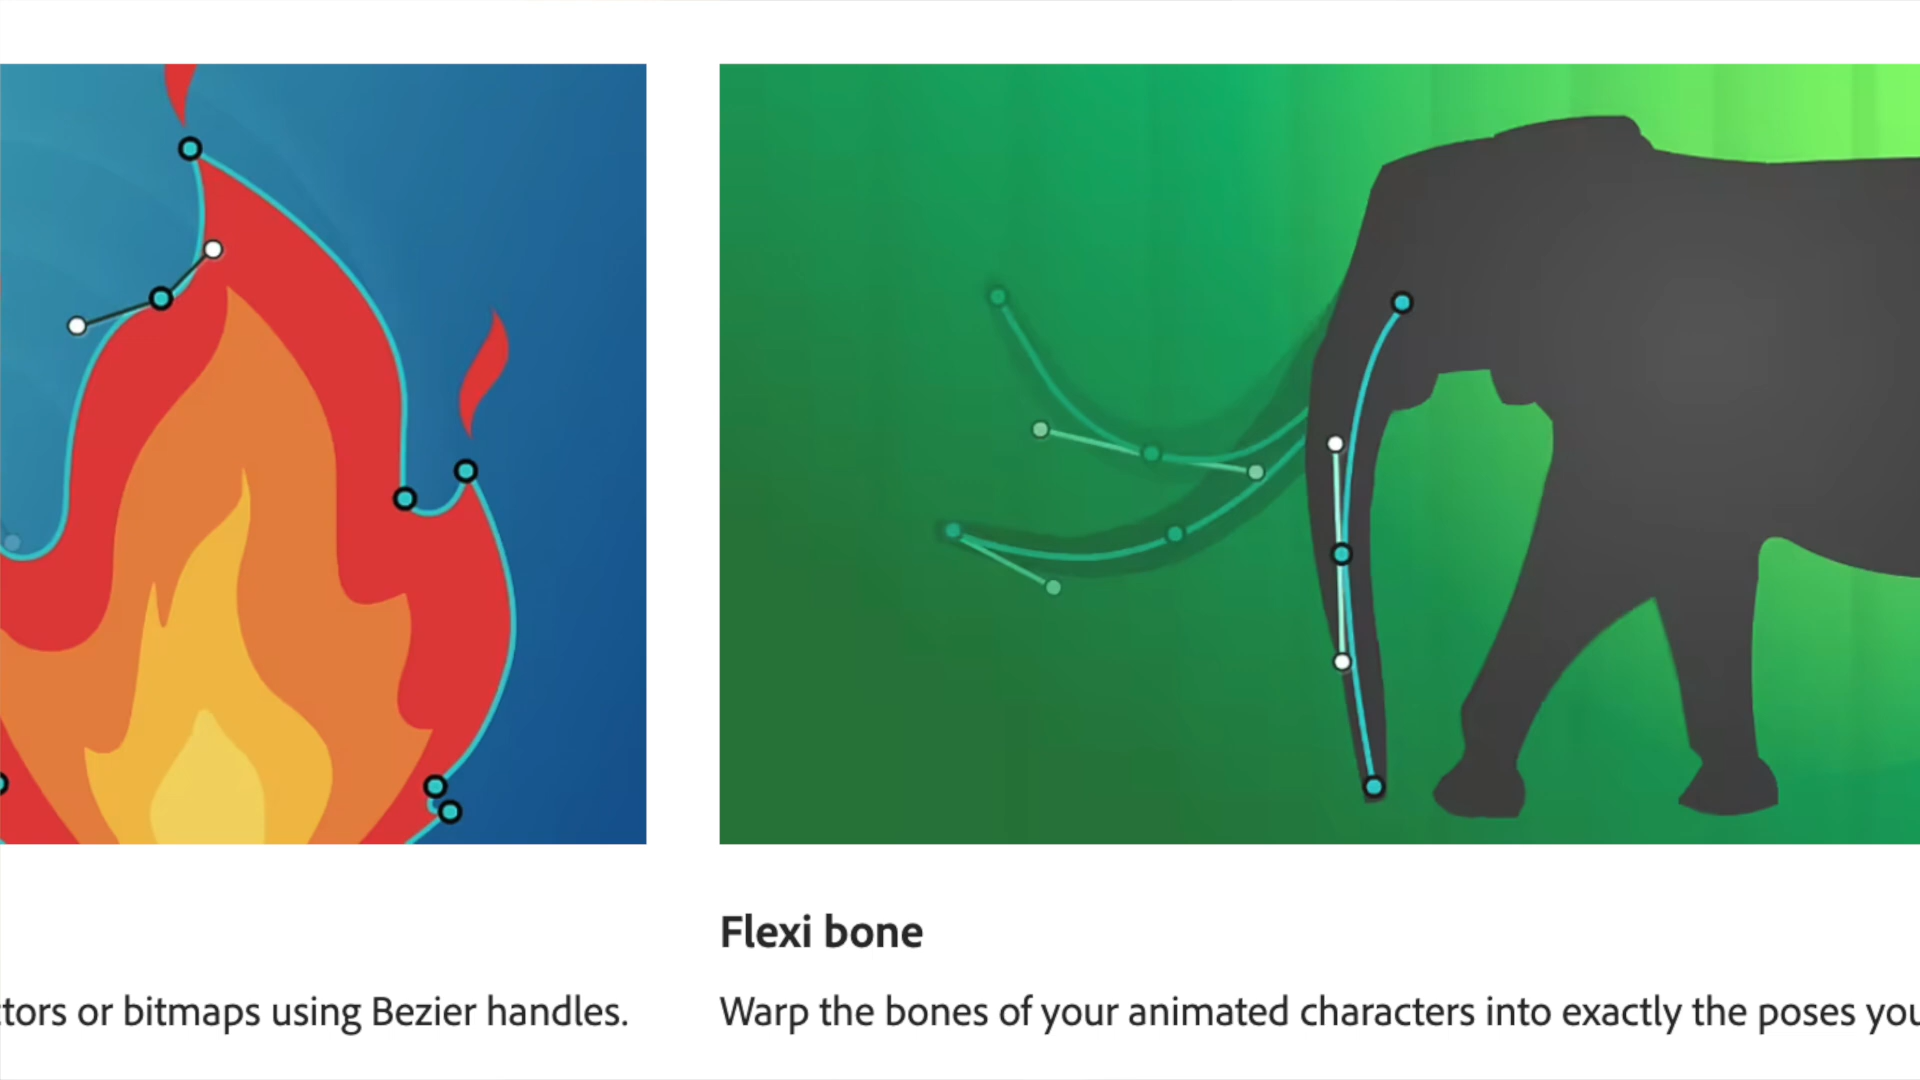 Flexi bone
tors or bitmaps using Bezier handles.
Warp the bones of your animated characters into exactly the poses you